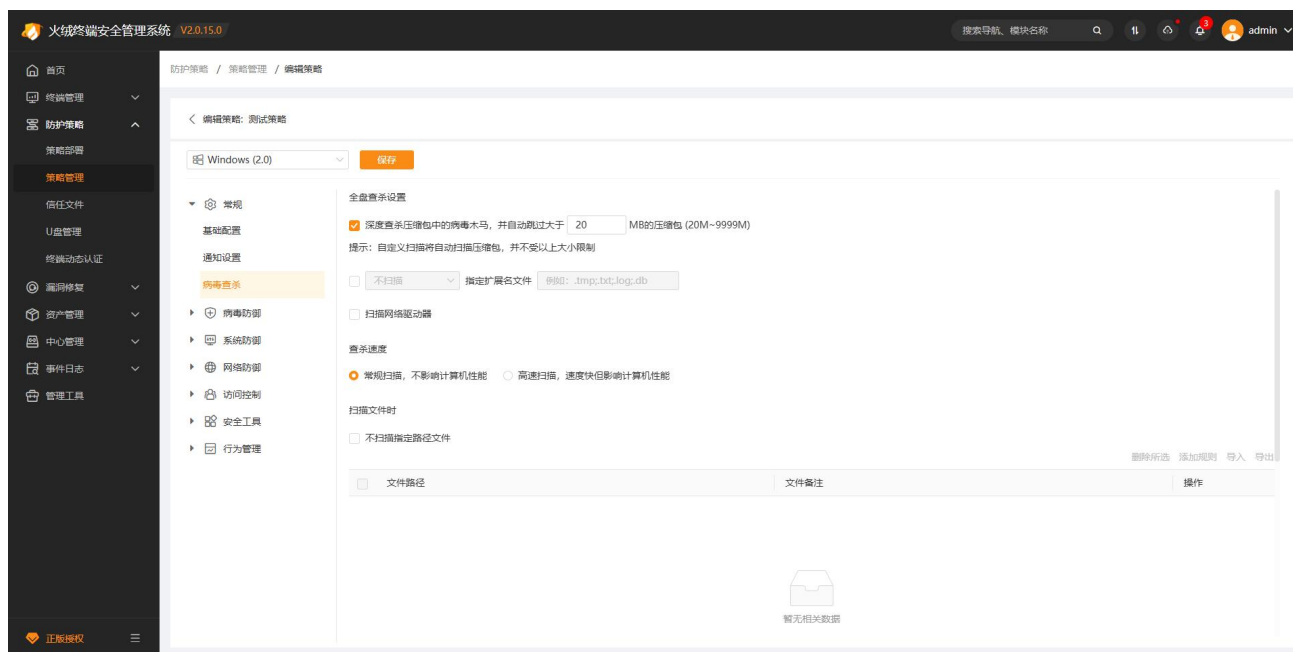 火绒终端安全管理系统 V2.0.15.0
搜索导航、模块名称
3
admin
首页
终端管理
防护策略
策略部署
策略管理
信任文件
U盘管理
终端动态认证
漏洞修复
资产管理
中心管理
事件日志
管理工具
正版授权
防护策略 / 策略管理 / 编辑策略
编辑策略: 测试策略
Windows (2.0)
保存
常规
基础配置
通知设置
病毒查杀
病毒防御
系统防御
网络防御
访问控制
安全工具
行为管理
全盘查杀设置
深度查杀压缩包中的病毒木马，并自动跳过大于 20 MB的压缩包 (20M~9999M)
提示：自定义扫描将自动扫描压缩包，并不受以上大小限制
不扫描 指定扩展名文件 例如：.tmp;.txt;.log;.db
扫描网络驱动器
查杀速度
常规扫描，不影响计算机性能 高速扫描，速度快但影响计算机性能
扫描文件时
不扫描指定路径文件
删除所选 添加规则 导入 导出
文件路径 文件备注 操作
暂无相关数据